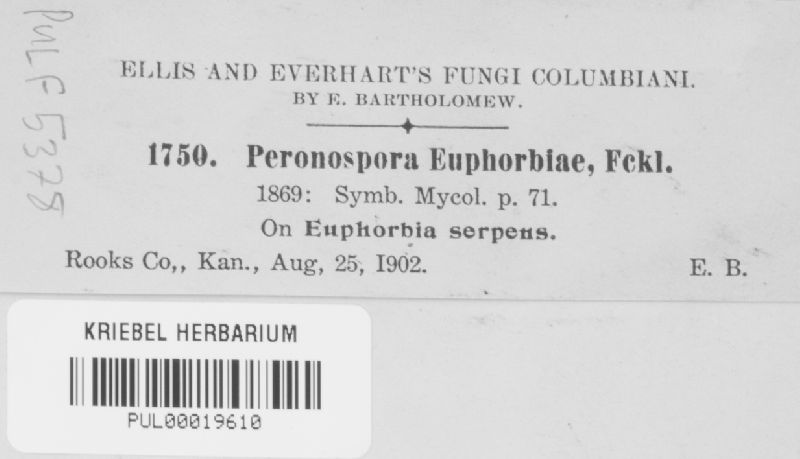 PUL F 5378
ELLIS AND EVERHART'S FUNGI COLUMBIANI.
BY E. BARTHOLOMEW.
1750. Peronospora Euphorbiae, Fckl.
1869: Symb. Mycol. p. 71.
On Euphorbia serpens.
Rooks Co,, Kan., Aug, 25, 1902.
E. B.
KRIEBEL HERBARIUM
PUL00019610